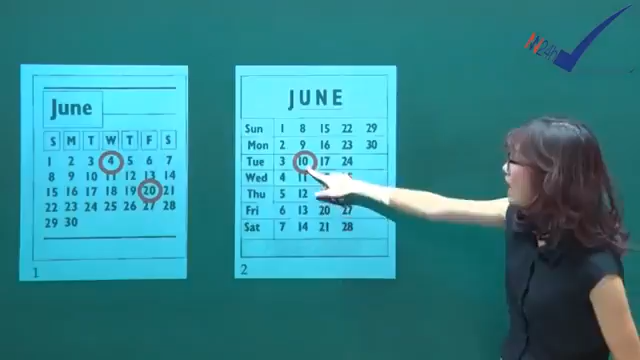 N24h
June
S M T W T F S
1 2 3 4 5 6 7
8 9 10 11 12 13 14
15 16 17 18 19 20 21
22 23 24 25 26 27 28
29 30
1
JUNE
Sun 1 8 15 22 29
Mon 2 9 16 23 30
Tue 3 10 17 24
Wed 4 11
Thu 5 12
Fri 6 13 20 27
Sat 7 14 21 28
2